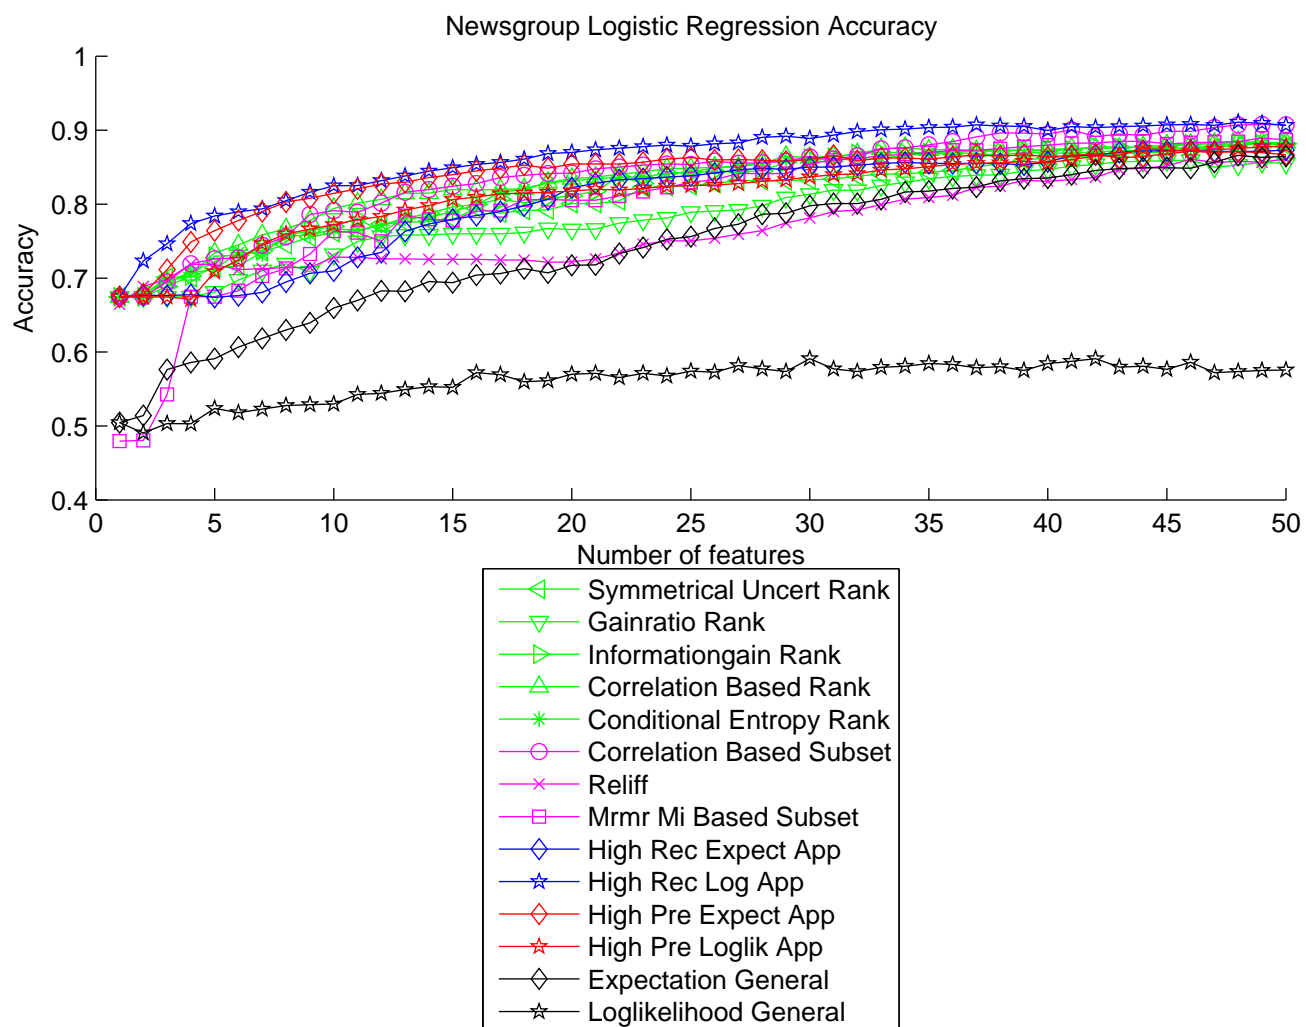 Newsgroup Logistic Regression Accuracy
1
0.9
0.8
0.7
0.6
0.5
0.4
Accuracy
0 5 10 15 20 25 30 35 40 45 50
Number of features
Symmetrical Uncert Rank
Gainratio Rank
Informationgain Rank
Correlation Based Rank
Conditional Entropy Rank
Correlation Based Subset
Reliff
Mrmr Mi Based Subset
High Rec Expect App
High Rec Log App
High Pre Expect App
High Pre Loglik App
Expectation General
Loglikelihood General